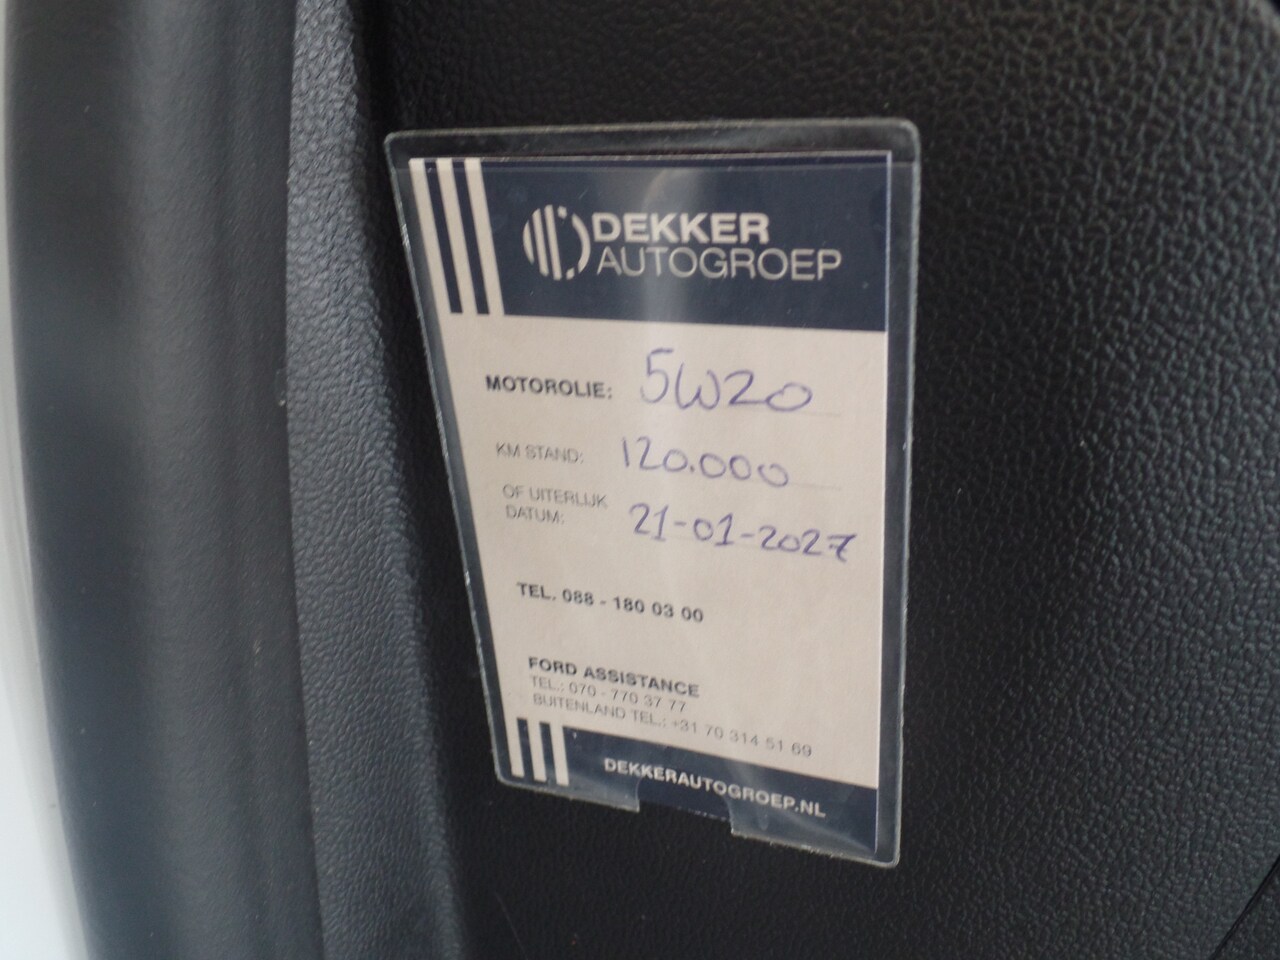 DEKKER
AUTOGROEP
MOTOROLIE: 5W20
KM STAND: 120.000
OF UITERLIJK
DATUM: 21-01-2027
TEL. 088 - 180 03 00
FORD ASSISTANCE
TEL.: 070 - 770 37 77
BUITENLAND TEL.: +31 70 314 51 69
DEKKERAUTOGROEP.NL